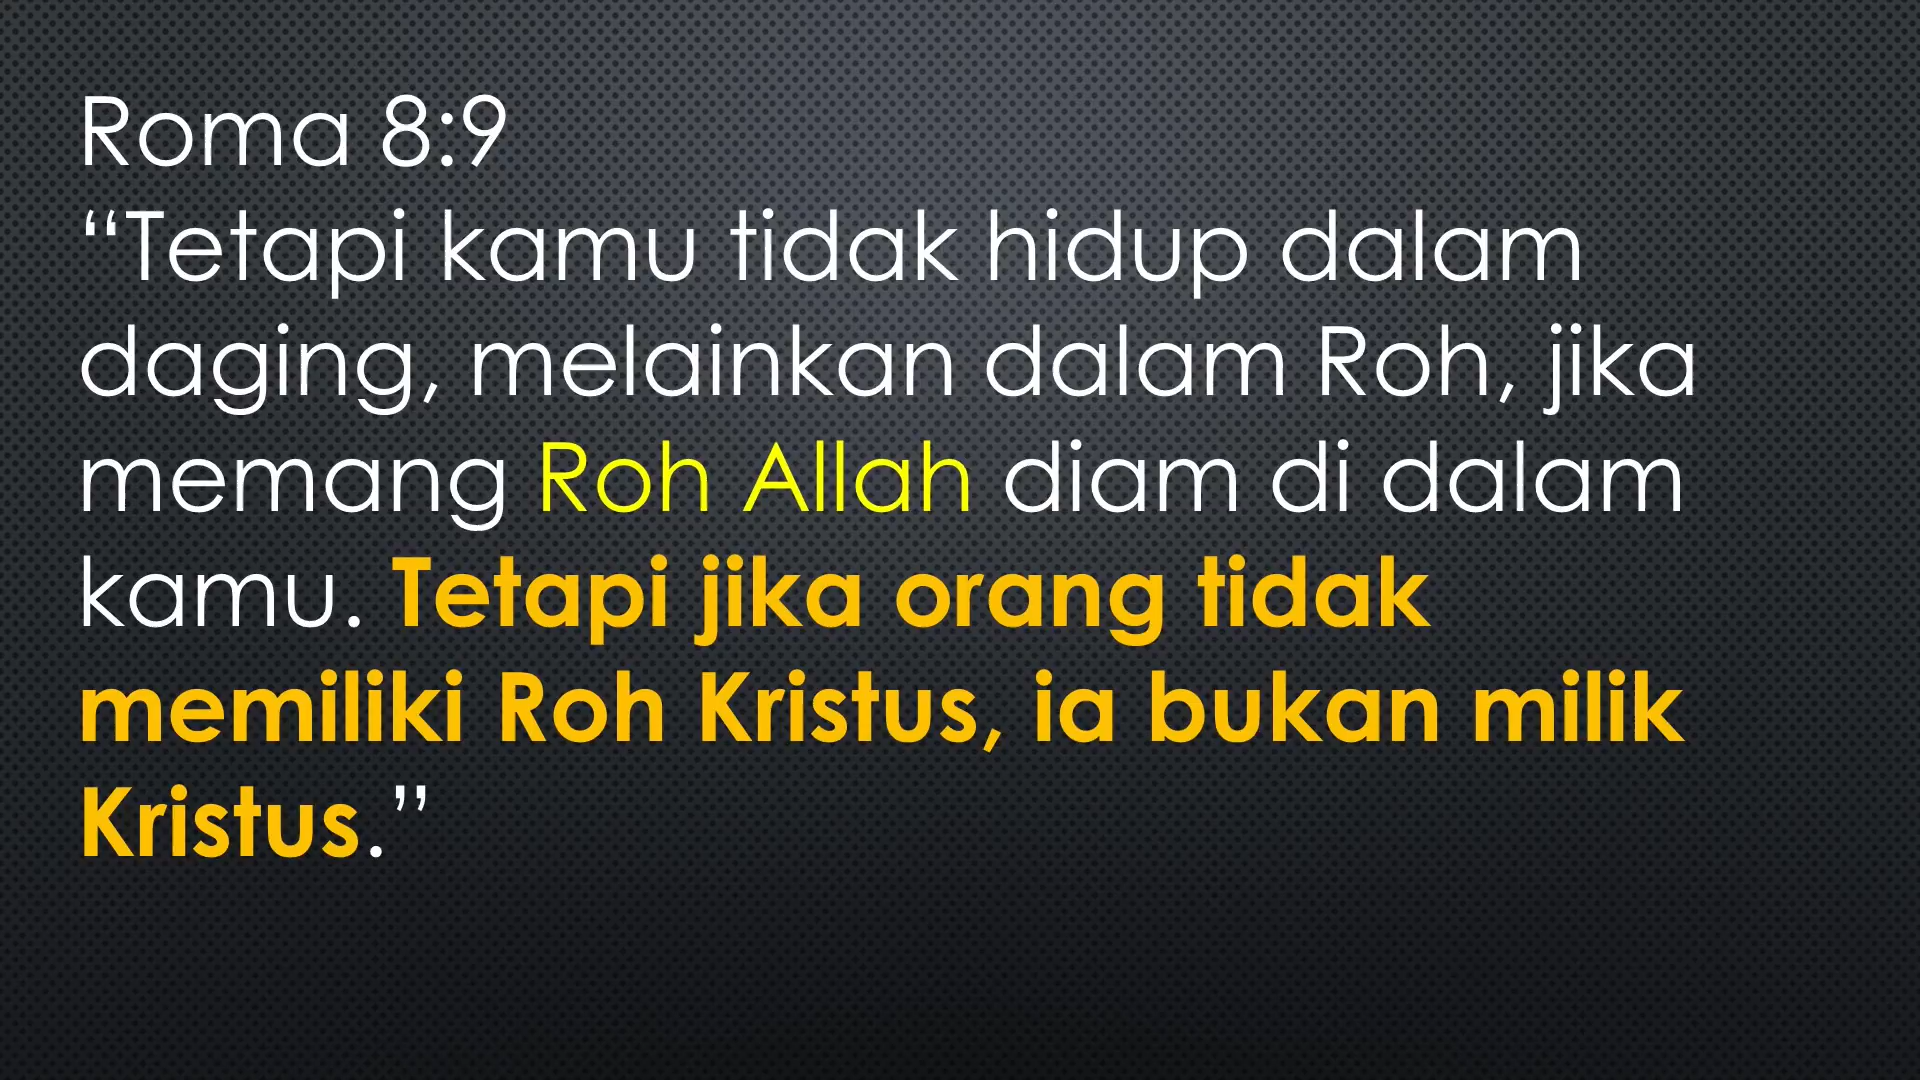 Roma 8:9
“Tetapi kamu tidak hidup dalam
daging, melainkan dalam Roh, jika
memang Roh Allah diam di dalam
kamu. Tetapi jika orang tidak
memiliki Roh Kristus, ia bukan milik
Kristus.”